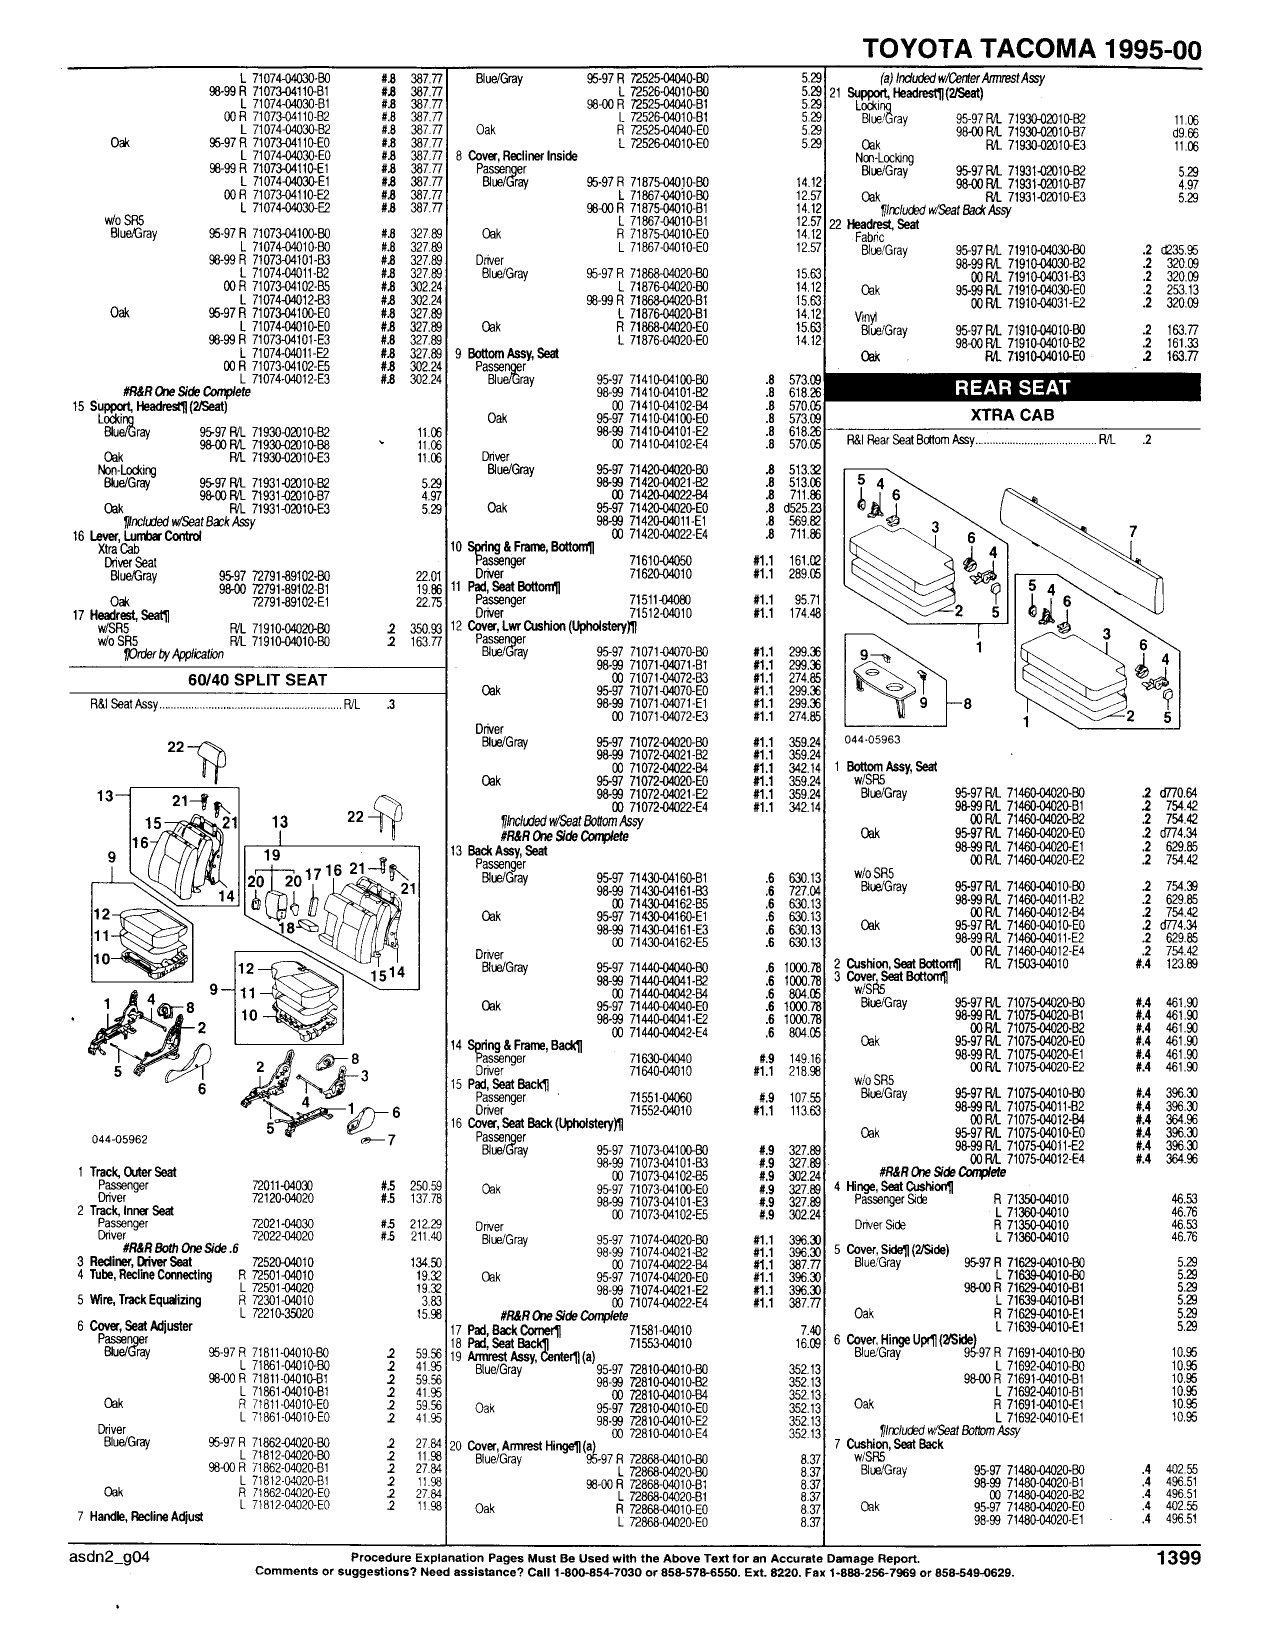 TOYOTA TACOMA 1995-00
L 71074-04030-B0 #.8 387.77
98-99 R 71073-04110-B1 #.8 387.77
L 71074-04030-B1 #.8 387.77
00 R 71073-04110-B2 #.8 387.77
L 71074-04030-B2 #.8 387.77
Oak 95-97 R 71073-04110-E0 #.8 387.77
L 71074-04030-E0 #.8 387.77
98-99 R 71073-04110-E1 #.8 387.77
L 71074-04030-E1 #.8 387.77
00 R 71073-04110-E2 #.8 387.77
L 71074-04030-E2 #.8 387.77
w/o SR5
Blue/Gray 95-97 R 71073-04100-B0 #.8 327.89
L 71074-04010-B0 #.8 327.89
98-99 R 71073-04101-B3 #.8 327.89
L 71074-04011-B2 #.8 327.89
00 R 71073-04102-B5 #.8 302.24
L 71074-04012-B3 #.8 302.24
Oak 95-97 R 71073-04100-E0 #.8 327.89
L 71074-04010-E0 #.8 327.89
98-99 R 71073-04101-E3 #.8 327.89
L 71074-04011-E2 #.8 327.89
00 R 71073-04102-E5 #.8 302.24
L 71074-04012-E3 #.8 302.24
#R&R One Side Complete
15 Support, Headrest¶ (2/Seat)
Locking
Blue/Gray 95-97 R/L 71930-02010-B2 11.06
98-00 R/L 71930-02010-B8 11.06
Oak R/L 71930-02010-E3 11.06
Non-Locking
Blue/Gray 95-97 R/L 71931-02010-B2 5.29
98-00 R/L 71931-02010-B7 4.97
Oak R/L 71931-02010-E3 5.29
¶Included w/Seat Back Assy
16 Lever, Lumbar Control
Xtra Cab
Driver Seat
Blue/Gray 95-97 72791-89102-B0 22.01
98-00 72791-89102-B1 19.86
Oak 72791-89102-E1 22.75
17 Headrest, Seat¶
w/SR5 R/L 71910-04020-B0 .2 350.93
w/o SR5 R/L 71910-04010-B0 .2 163.77
¶Order by Application
60/40 SPLIT SEAT
R&I Seat Assy R/L .3
22
13
21
15
21
16
9
14
13
22
19
20 20 17 16 21
21
18
15 14
12
11
10
12
9
11
10
1 4 8
2
5
6
2 8
3
4
1
6
5
7
044-05962
1 Track, Outer Seat
Passenger 72011-04030 #.5 250.59
Driver 72120-04020 #.5 137.78
2 Track, Inner Seat
Passenger 72021-04030 #.5 212.29
Driver 72022-04020 #.5 211.40
#R&R Both One Side .6
3 Recliner, Driver Seat 72520-04010 134.50
4 Tube, Recline Connecting R 72501-04010 19.32
L 72501-04020 19.32
5 Wire, Track Equalizing R 72301-04010 3.83
L 72210-35020 15.98
6 Cover, Seat Adjuster
Passenger
Blue/Gray 95-97 R 71811-04010-B0 .2 59.56
L 71861-04010-B0 .2 41.95
98-00 R 71811-04010-B1 .2 59.56
L 71861-04010-B1 .2 41.95
Oak R 71811-04010-E0 .2 59.56
L 71861-04010-E0 .2 41.95
Driver
Blue/Gray 95-97 R 71862-04020-B0 .2 27.84
L 71812-04020-B0 .2 11.98
98-00 R 71862-04020-B1 .2 27.84
L 71812-04020-B1 .2 11.98
Oak R 71862-04020-E0 .2 27.84
L 71812-04020-E0 .2 11.98
7 Handle, Recline Adjust
Blue/Gray 95-97 R 72525-04040-B0 5.29
L 72526-04010-B0 5.29
98-00 R 72525-04040-B1 5.29
L 72526-04010-B1 5.29
Oak R 72525-04040-E0 5.29
L 72526-04010-E0 5.29
8 Cover, Recliner Inside
Passenger
Blue/Gray 95-97 R 71875-04010-B0 14.12
L 71867-04010-B0 12.57
98-00 R 71875-04010-B1 14.12
L 71867-04010-B1 12.57
Oak R 71875-04010-E0 14.12
L 71867-04010-E0 12.57
Driver
Blue/Gray 95-97 R 71868-04020-B0 15.63
L 71876-04020-B0 14.12
98-99 R 71868-04020-B1 15.63
L 71876-04020-B1 14.12
Oak R 71868-04020-E0 15.63
L 71876-04020-E0 14.12
9 Bottom Assy, Seat
Passenger
Blue/Gray 95-97 71410-04100-B0 .8 573.09
98-99 71410-04101-B2 .8 618.26
00 71410-04102-B4 .8 570.05
Oak 95-97 71410-04100-E0 .8 573.09
98-99 71410-04101-E2 .8 618.26
00 71410-04102-E4 .8 570.05
Driver
Blue/Gray 95-97 71420-04020-B0 .8 513.32
98-99 71420-04021-B2 .8 513.06
00 71420-04022-B4 .8 711.86
Oak 95-97 71420-04020-E0 .8 d525.23
98-99 71420-04011-E1 .8 569.82
00 71420-04022-E4 .8 711.86
10 Spring & Frame, Bottom¶
Passenger 71610-04050 #1.1 161.02
Driver 71620-04010 #1.1 289.05
11 Pad, Seat Bottom¶
Passenger 71511-04080 #1.1 95.71
Driver 71512-04010 #1.1 174.48
12 Cover, Lwr Cushion (Upholstery)¶
Passenger
Blue/Gray 95-97 71071-04070-B0 #1.1 299.36
98-99 71071-04071-B1 #1.1 299.36
00 71071-04072-B3 #1.1 274.85
Oak 95-97 71071-04070-E0 #1.1 299.36
98-99 71071-04071-E1 #1.1 299.36
00 71071-04072-E3 #1.1 274.85
Driver
Blue/Gray 95-97 71072-04020-B0 #1.1 359.24
98-99 71072-04021-B2 #1.1 359.24
00 71072-04022-B4 #1.1 342.14
Oak 95-97 71072-04020-E0 #1.1 359.24
98-99 71072-04021-E2 #1.1 359.24
00 71072-04022-E4 #1.1 342.14
¶Included w/Seat Bottom Assy
#R&R One Side Complete
13 Back Assy, Seat
Passenger
Blue/Gray 95-97 71430-04160-B1 .6 630.13
98-99 71430-04161-B3 .6 727.04
00 71430-04162-B5 .6 630.13
Oak 95-97 71430-04160-E1 .6 630.13
98-99 71430-04161-E3 .6 630.13
00 71430-04162-E5 .6 630.13
Driver
Blue/Gray 95-97 71440-04040-B0 .6 1000.78
98-99 71440-04041-B2 .6 1000.78
00 71440-04042-B4 .6 804.05
Oak 95-97 71440-04040-E0 .6 1000.78
98-99 71440-04041-E2 .6 1000.78
00 71440-04042-E4 .6 804.05
14 Spring & Frame, Back¶
Passenger 71630-04040 #.9 149.16
Driver 71640-04010 #1.1 218.98
15 Pad, Seat Back¶
Passenger 71551-04060 #.9 107.55
Driver 71552-04010 #1.1 113.63
16 Cover, Seat Back (Upholstery)¶
Passenger
Blue/Gray 95-97 71073-04100-B0 #.9 327.89
98-99 71073-04101-B3 #.9 327.89
00 71073-04102-B5 #.9 302.24
Oak 95-97 71073-04100-E0 #.9 327.89
98-99 71073-04101-E3 #.9 327.89
00 71073-04102-E5 #.9 302.24
Driver
Blue/Gray 95-97 71074-04020-B0 #1.1 396.30
98-99 71074-04021-B2 #1.1 396.30
00 71074-04022-B4 #1.1 387.77
Oak 95-97 71074-04020-E0 #1.1 396.30
98-99 71074-04021-E2 #1.1 396.30
00 71074-04022-E4 #1.1 387.77
#R&R One Side Complete
17 Pad, Back Corner¶ 71581-04010 7.40
18 Pad, Seat Back¶ 71553-04010 16.09
19 Armrest Assy, Center¶ (a)
Blue/Gray 95-97 72810-04010-B0 352.13
98-99 72810-04010-B2 352.13
00 72810-04010-B4 352.13
Oak 95-97 72810-04010-E0 352.13
98-99 72810-04010-E2 352.13
00 72810-04010-E4 352.13
20 Cover, Armrest Hinge¶ (a)
Blue/Gray 95-97 R 72868-04010-B0 8.37
L 72868-04020-B0 8.37
98-00 R 72868-04010-B1 8.37
L 72868-04020-B1 8.37
Oak R 72868-04010-E0 8.37
L 72868-04020-E0 8.37
(a) Included w/Center Armrest Assy
21 Support, Headrest¶ (2/Seat)
Locking
Blue/Gray 95-97 R/L 71930-02010-B2 11.06
98-00 R/L 71930-02010-B7 d9.66
Oak R/L 71930-02010-E3 11.06
Non-Locking
Blue/Gray 95-97 R/L 71931-02010-B2 5.29
98-00 R/L 71931-02010-B7 4.97
Oak R/L 71931-02010-E3 5.29
¶Included w/Seat Back Assy
22 Headrest, Seat
Fabric
Blue/Gray 95-97 R/L 71910-04030-B0 .2 d235.95
98-99 R/L 71910-04030-B2 .2 320.09
00 R/L 71910-04031-B3 .2 320.09
Oak 95-99 R/L 71910-04030-E0 .2 253.13
00 R/L 71910-04031-E2 .2 320.09
Vinyl
Blue/Gray 95-97 R/L 71910-04010-B0 .2 163.77
98-00 R/L 71910-04010-B2 .2 161.33
Oak R/L 71910-04010-E0 .2 163.77
REAR SEAT
XTRA CAB
R&I Rear Seat Bottom Assy R/L .2
5 4
6
3
6
4
7
2 5
1
5 4
6
3
6
4
9
9
8
1
2 5
044-05963
1 Bottom Assy, Seat
w/SR5
Blue/Gray 95-97 R/L 71460-04020-B0 .2 d770.64
98-99 R/L 71460-04020-B1 .2 754.42
00 R/L 71460-04020-B2 .2 754.42
Oak 95-97 R/L 71460-04020-E0 .2 d774.34
98-99 R/L 71460-04020-E1 .2 629.85
00 R/L 71460-04020-E2 .2 754.42
w/o SR5
Blue/Gray 95-97 R/L 71460-04010-B0 .2 754.39
98-99 R/L 71460-04011-B2 .2 629.85
00 R/L 71460-04012-B4 .2 754.42
Oak 95-97 R/L 71460-04010-E0 .2 d774.34
98-99 R/L 71460-04011-E2 .2 629.85
00 R/L 71460-04012-E4 .2 754.42
2 Cushion, Seat Bottom¶ R/L 71503-04010 #.4 123.89
3 Cover, Seat Bottom¶
w/SR5
Blue/Gray 95-97 R/L 71075-04020-B0 #.4 461.90
98-99 R/L 71075-04020-B1 #.4 461.90
00 R/L 71075-04020-B2 #.4 461.90
Oak 95-97 R/L 71075-04020-E0 #.4 461.90
98-99 R/L 71075-04020-E1 #.4 461.90
00 R/L 71075-04020-E2 #.4 461.90
w/o SR5
Blue/Gray 95-97 R/L 71075-04010-B0 #.4 396.30
98-99 R/L 71075-04011-B2 #.4 396.30
00 R/L 71075-04012-B4 #.4 364.96
Oak 95-97 R/L 71075-04010-E0 #.4 396.30
98-99 R/L 71075-04011-E2 #.4 396.30
00 R/L 71075-04012-E4 #.4 364.96
#R&R One Side Complete
4 Hinge, Seat Cushion¶
Passenger Side R 71350-04010 46.53
L 71360-04010 46.76
Driver Side R 71350-04010 46.53
L 71360-04010 46.76
5 Cover, Side¶ (2/Side)
Blue/Gray 95-97 R 71629-04010-B0 5.29
L 71639-04010-B0 5.29
98-00 R 71629-04010-B1 5.29
L 71639-04010-B1 5.29
Oak R 71629-04010-E1 5.29
L 71639-04010-E1 5.29
6 Cover, Hinge Upr¶ (2/Side)
Blue/Gray 95-97 R 71691-04010-B0 10.95
L 71692-04010-B0 10.95
98-00 R 71691-04010-B1 10.95
L 71692-04010-B1 10.95
Oak R 71691-04010-E1 10.95
L 71692-04010-E1 10.95
¶Included w/Seat Bottom Assy
7 Cushion, Seat Back
w/SR5
Blue/Gray 95-97 71480-04020-B0 .4 402.55
98-99 71480-04020-B1 .4 496.51
00 71480-04020-B2 .4 496.51
Oak 95-97 71480-04020-E0 .4 402.55
98-99 71480-04020-E1 .4 496.51
asdn2_g04
Procedure Explanation Pages Must Be Used with the Above Text for an Accurate Damage Report.
Comments or suggestions? Need assistance? Call 1-800-854-7030 or 858-578-6550. Ext. 8220. Fax 1-888-256-7969 or 858-549-0629.
1399